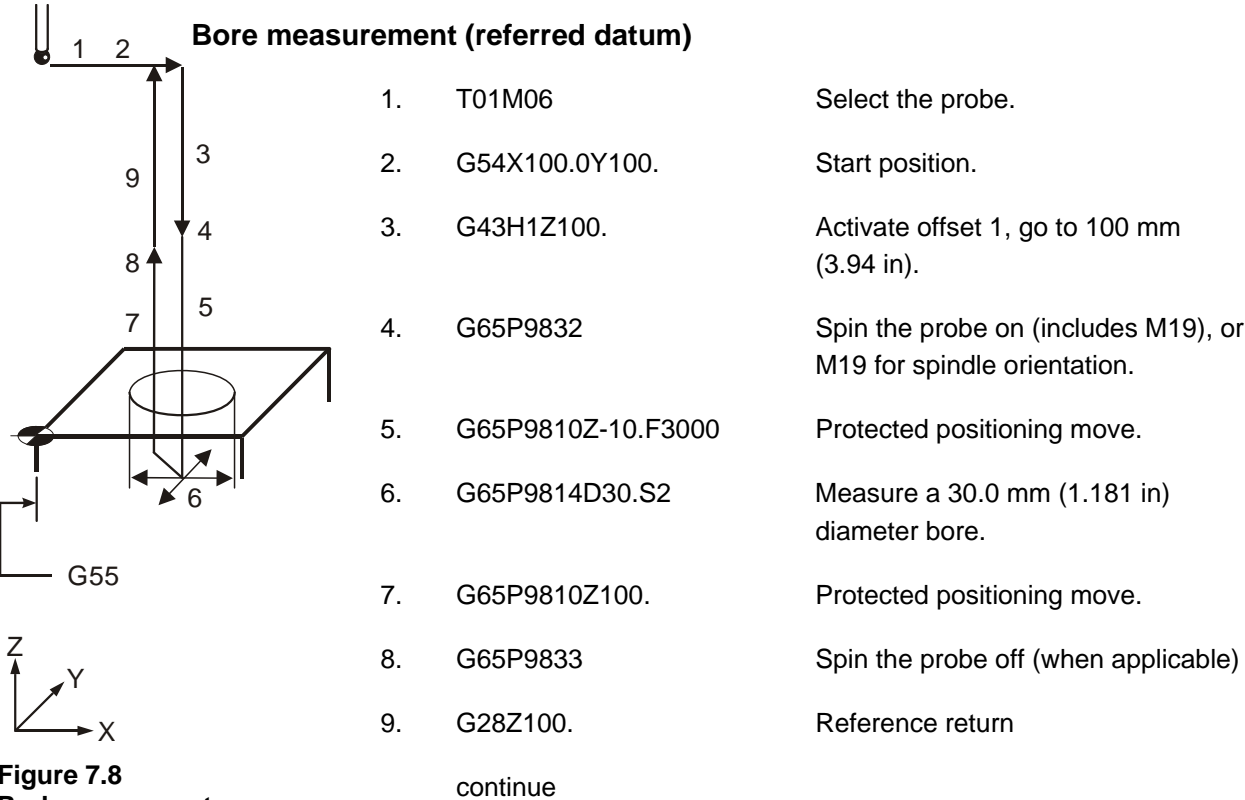 Bore measurement (referred datum)
1 2
3
9
4
8
5
7
6
G55
Z
Y
X
1. T01M06 Select the probe.
2. G54X100.0Y100. Start position.
3. G43H1Z100. Activate offset 1, go to 100 mm
(3.94 in).
4. G65P9832 Spin the probe on (includes M19), or
M19 for spindle orientation.
5. G65P9810Z-10.F3000 Protected positioning move.
6. G65P9814D30.S2 Measure a 30.0 mm (1.181 in)
diameter bore.
7. G65P9810Z100. Protected positioning move.
8. G65P9833 Spin the probe off (when applicable)
9. G28Z100. Reference return
continue
Figure 7.8